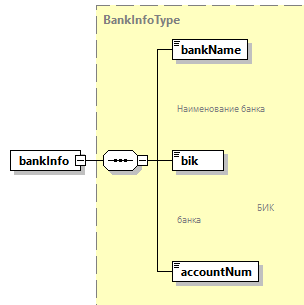 BankInfoType
bankName
Наименование банка
bankInfo
bik
БИК
банка
accountNum